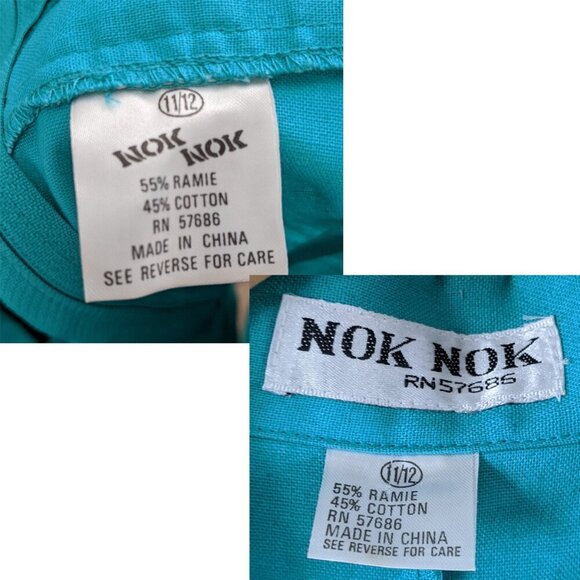 11/12
NOK NOK
55% RAMIE
45% COTTON
RN 57686
MADE IN CHINA
SEE REVERSE FOR CARE
NOK NOK
RN57686
11/12
55% RAMIE
45% COTTON
RN 57686
MADE IN CHINA
SEE REVERSE FOR CARE